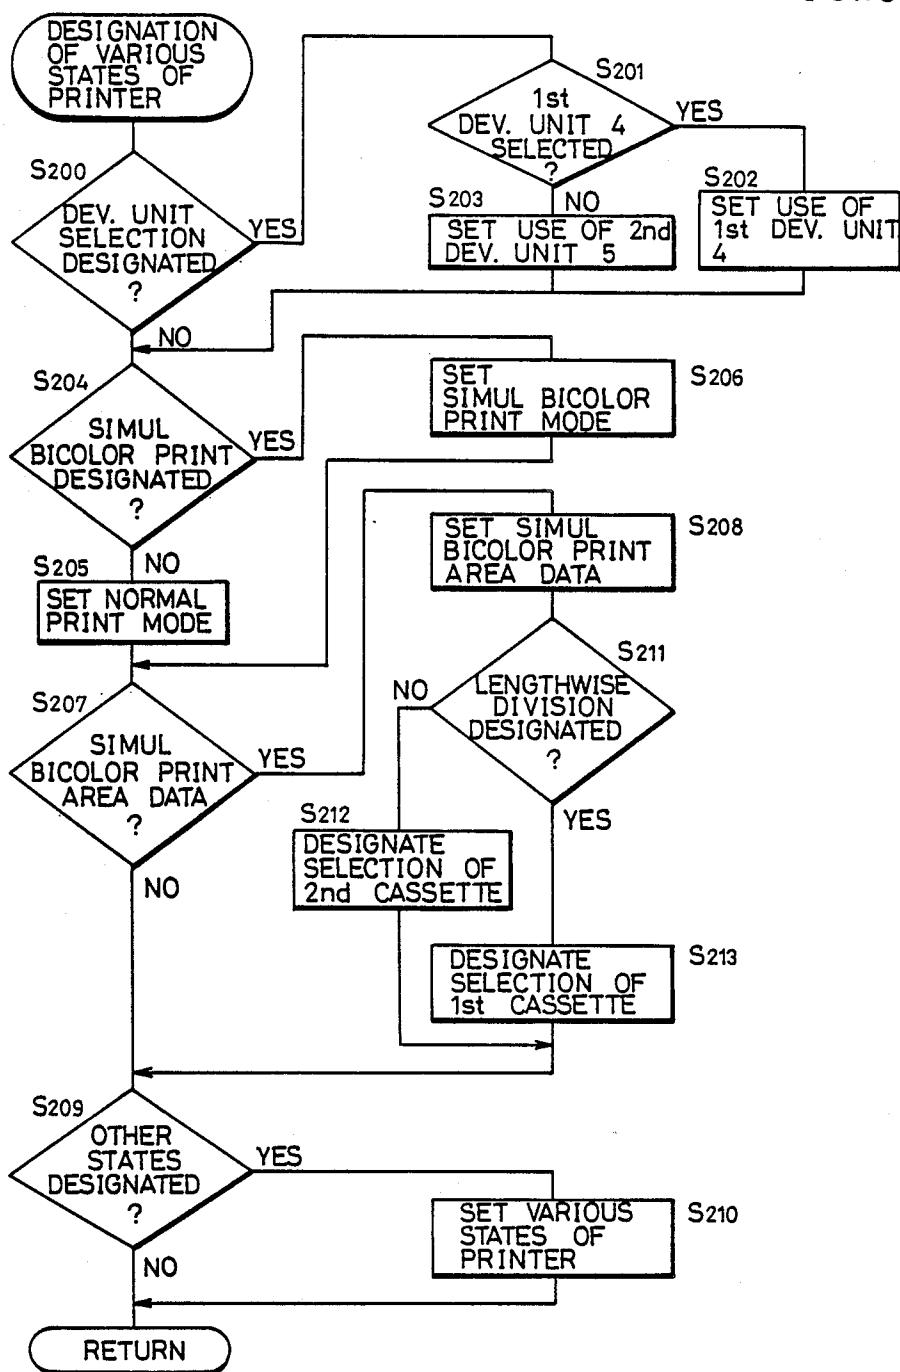 DESIGNATION
OF VARIOUS
STATES OF
PRINTER
S200
DEV. UNIT
SELECTION
DESIGNATED
?
YES
NO
S201
1st
DEV. UNIT 4
SELECTED
?
YES
NO
S203
SET USE OF 2nd
DEV. UNIT 5
S202
SET USE OF
1st DEV. UNIT
4
S204
SIMUL
BICOLOR PRINT
DESIGNATED
?
YES
NO
S206
SET
SIMUL BICOLOR
PRINT MODE
S205
SET NORMAL
PRINT MODE
S207
SIMUL
BICOLOR PRINT
AREA DATA
?
YES
NO
S208
SET SIMUL
BICOLOR PRINT
AREA DATA
S211
LENGTHWISE
DIVISION
DESIGNATED
?
NO
YES
S212
DESIGNATE
SELECTION OF
2nd CASSETTE
S213
DESIGNATE
SELECTION OF
1st CASSETTE
S209
OTHER
STATES
DESIGNATED
?
YES
NO
S210
SET VARIOUS
STATES OF
PRINTER
RETURN